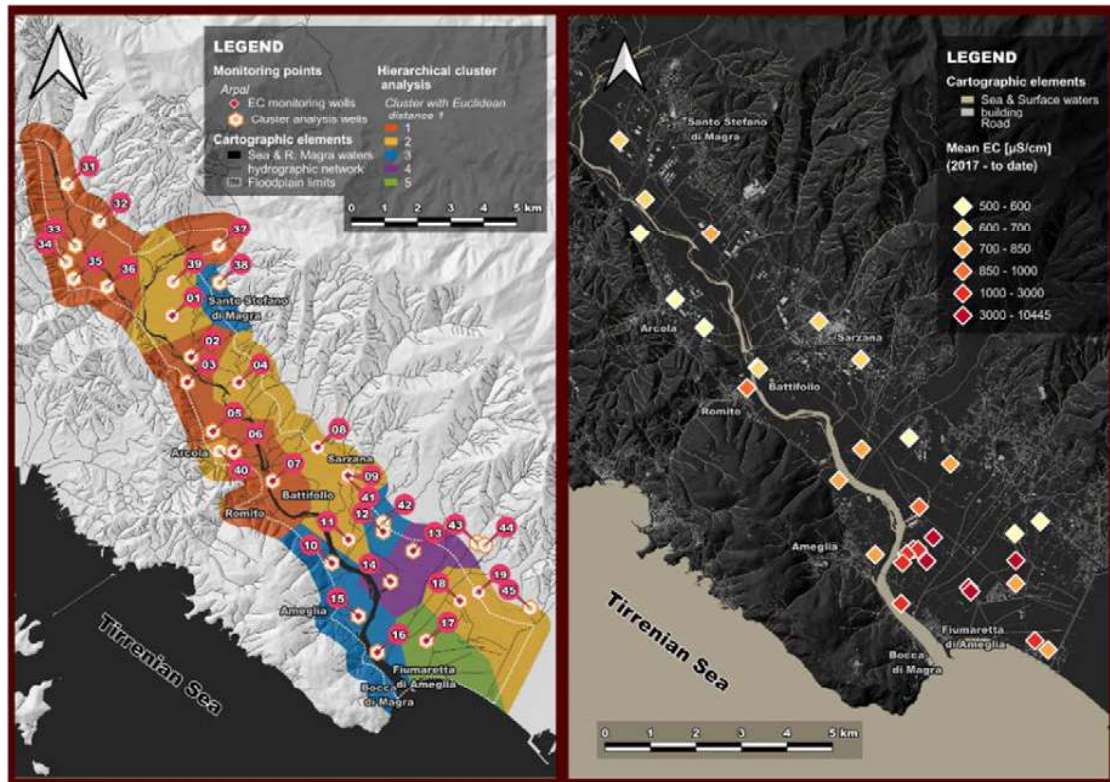 LEGEND
Monitoring points
Arpal
EC monitoring wells
Cluster analysis wells
Cartographic elements
Sea & R. Magra waters
hydrographic network
Floodplain limits
Hierarchical cluster
analysis
Cluster with Euclidean
distance 1
1
2
3
4
5
0 1 2 3 4 5 km
31
32
33
34
35
36
37
38
39
Santo Stefano
di Magra
01
02
03
04
05
06
Arcola
40
07
08
Sarzana
09
Battifollo
Romito
41
42
11
12
43
44
13
10
14
19
18
45
15
Ameglia
16
17
Fiumaretta
di Ameglia
Bocca
di Magra
Tirrenian Sea
LEGEND
Cartographic elements
Sea & Surface waters
building
Road
Mean EC [µS/cm]
(2017 - to date)
500 - 600
600 - 700
700 - 850
850 - 1000
1000 - 3000
3000 - 10445
Santo Stefano
di Magra
Arcola
Sarzana
Battifollo
Romito
Ameglia
Fiumaretta
di Ameglia
Bocca
di Magra
Tirrenian Sea
0 1 2 3 4 5 km